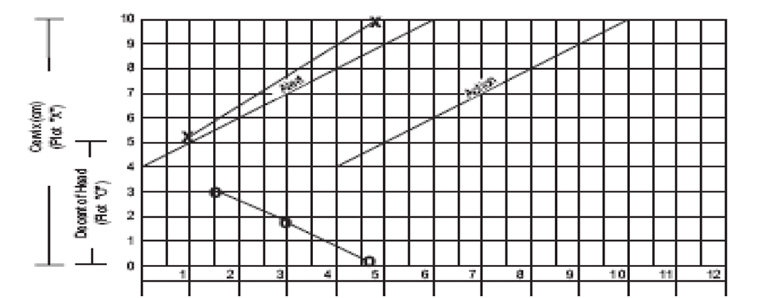 10
9
8
7
6
5
4
3
2
1
0
Cervix (cm)
(Plot "X")
Decent of Head
(Plot "O")
Alert
Action
X
X
O
O
O
1 2 3 4 5 6 7 8 9 10 11 12